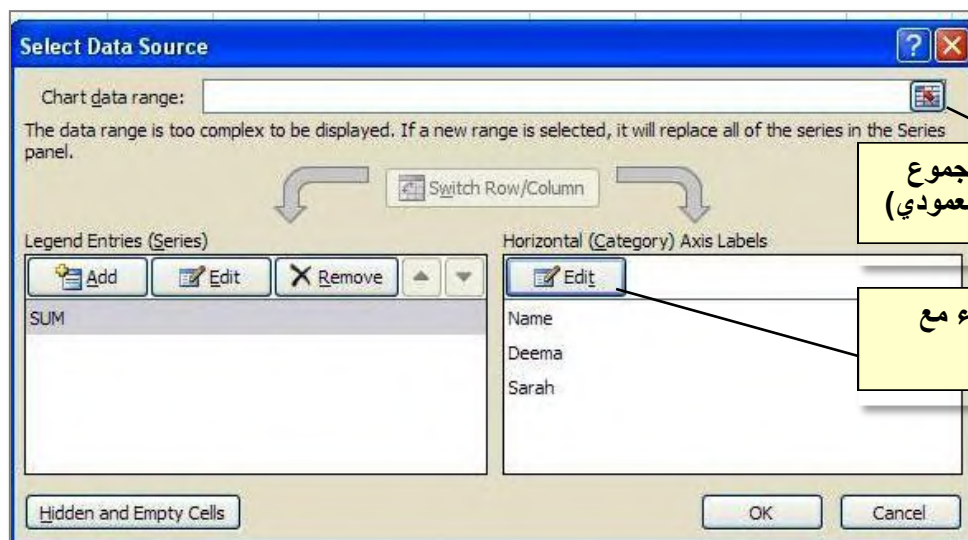 Select Data Source
Chart data range:
The data range is too complex to be displayed. If a new range is selected, it will replace all of the series in the Series
panel.
Switch Row/Column
Legend Entries (Series)
Add Edit Remove
SUM
Horizontal (Category) Axis Labels
Edit
Name
Deema
Sarah
مع
Hidden and Empty Cells
OK Cancel